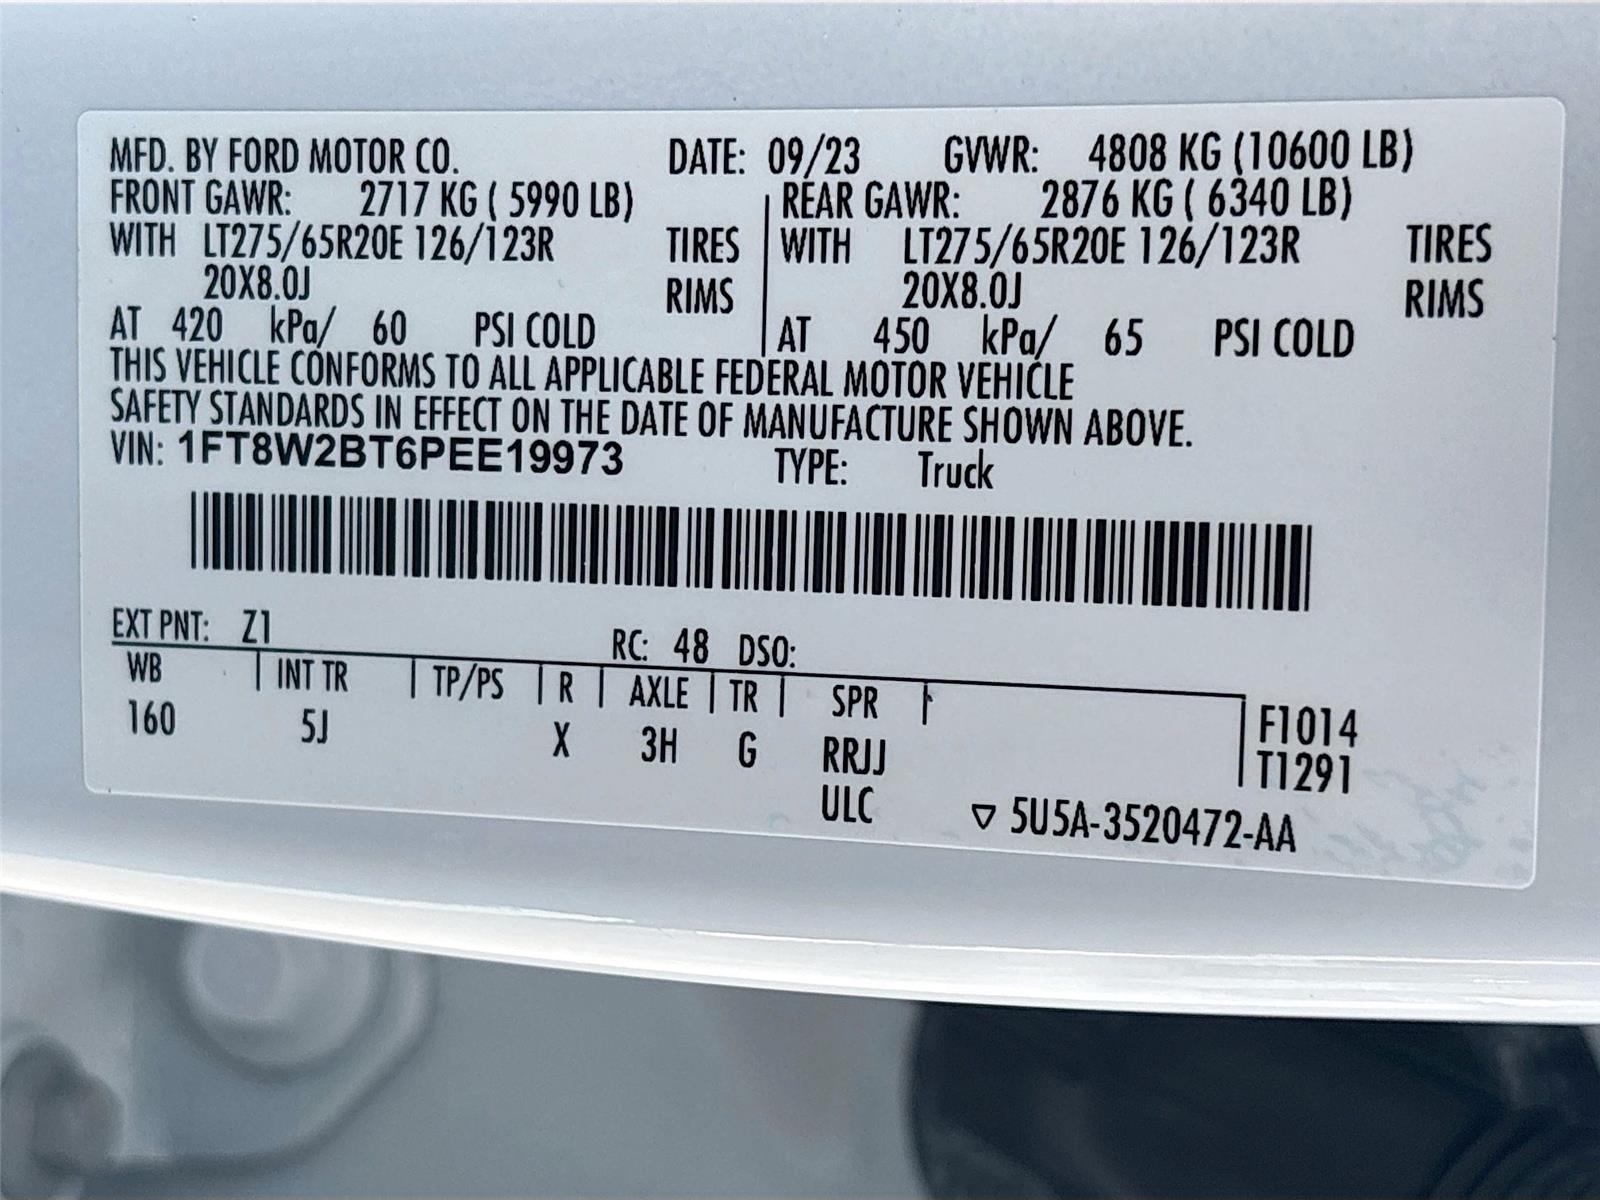 MFD. BY FORD MOTOR CO. DATE: 09/23 GVWR: 4808 KG (10600 LB)
FRONT GAWR: 2717 KG ( 5990 LB) REAR GAWR: 2876 KG ( 6340 LB)
WITH LT275/65R20E 126/123R TIRES WITH LT275/65R20E 126/123R TIRES
20X8.0J RIMS 20X8.0J RIMS
AT 420 kPa/ 60 PSI COLD AT 450 kPa/ 65 PSI COLD
THIS VEHICLE CONFORMS TO ALL APPLICABLE FEDERAL MOTOR VEHICLE
SAFETY STANDARDS IN EFFECT ON THE DATE OF MANUFACTURE SHOWN ABOVE.
VIN: 1FT8W2BT6PEE19973 TYPE: Truck
EXT PNT: Z1 RC: 48 DSO:
WB INT TR TP/PS R AXLE TR SPR F1014
160 5J X 3H G RRJJ T1291
ULC ▽ 5U5A-3520472-AA